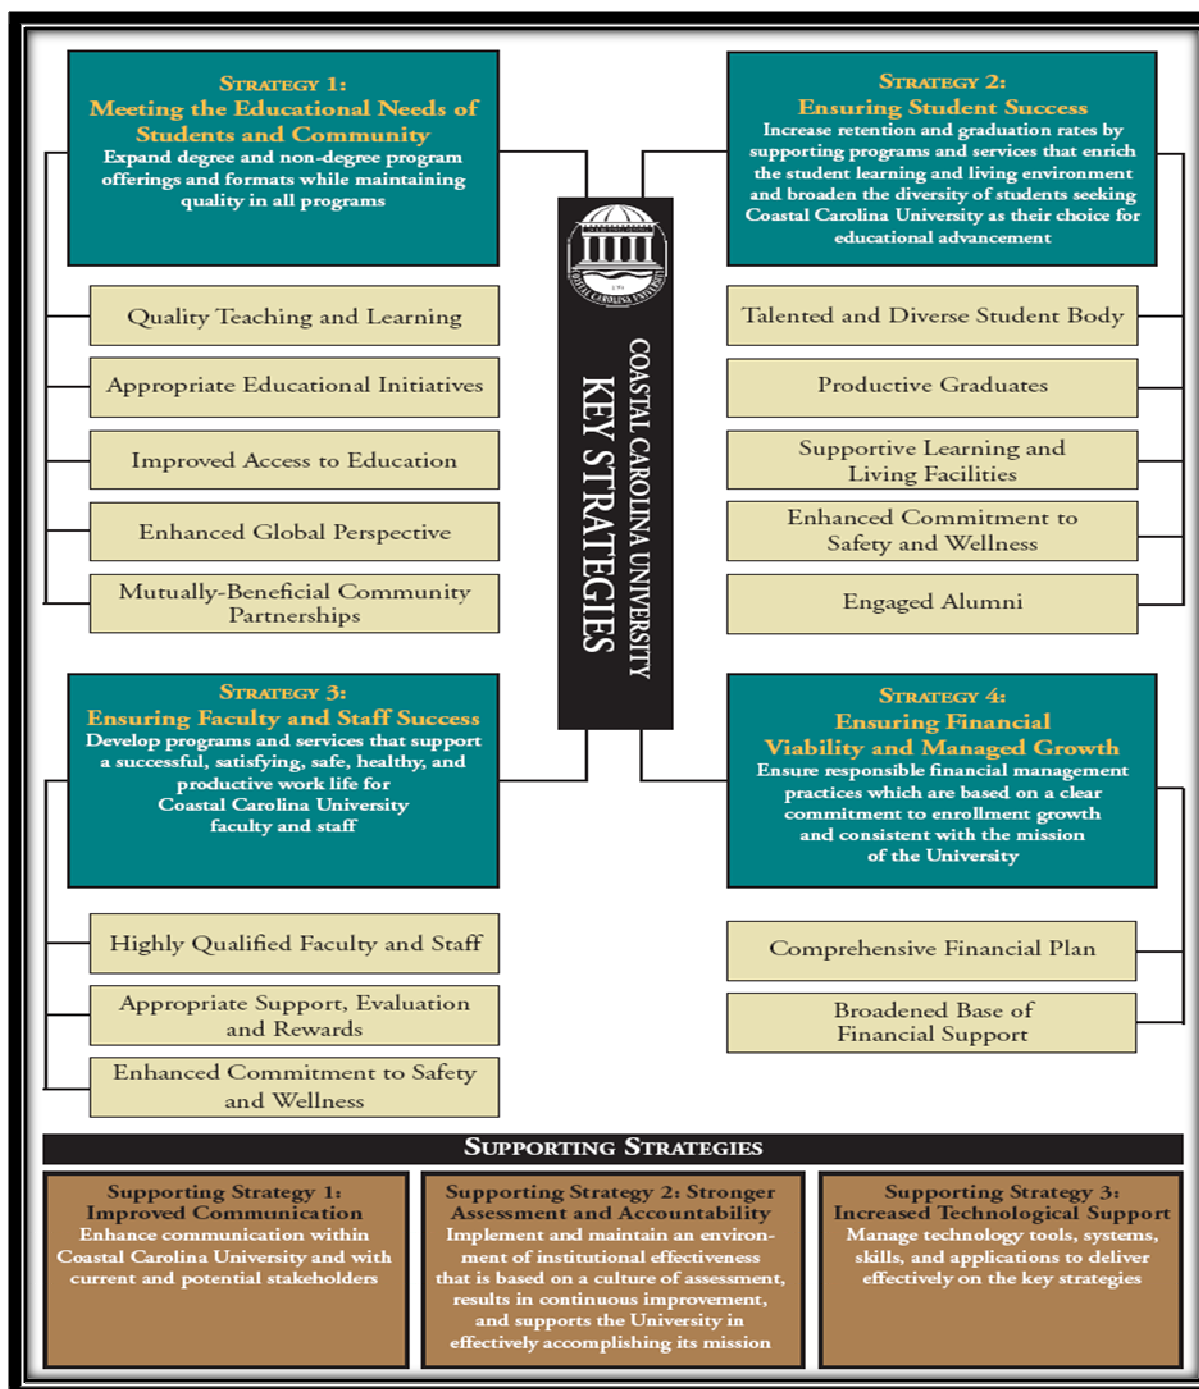 STRATEGY 1:
Meeting the Educational Needs of
Students and Community
Expand degree and non-degree program
offerings and formats while maintaining
quality in all programs
Quality Teaching and Learning
Appropriate Educational Initiatives
Improved Access to Education
Enhanced Global Perspective
Mutually-Beneficial Community
Partnerships
STRATEGY 2:
Ensuring Student Success
Increase retention and graduation rates by
supporting programs and services that enrich
the student learning and living environment
and broaden the diversity of students seeking
Coastal Carolina University as their choice for
educational advancement
Talented and Diverse Student Body
Productive Graduates
Supportive Learning and
Living Facilities
Enhanced Commitment to
Safety and Wellness
Engaged Alumni
COASTAL CAROLINA UNIVERSITY
COASTAL CAROLINA UNIVERSITY
KEY STRATEGIES
STRATEGY 3:
Ensuring Faculty and Staff Success
Develop programs and services that support
a successful, satisfying, safe, healthy, and
productive work life for
Coastal Carolina University
faculty and staff
Highly Qualified Faculty and Staff
Appropriate Support, Evaluation
and Rewards
Enhanced Commitment to Safety
and Wellness
STRATEGY 4:
Ensuring Financial
Viability and Managed Growth
Ensure responsible financial management
practices which are based on a clear
commitment to enrollment growth
and consistent with the mission
of the University
Comprehensive Financial Plan
Broadened Base of
Financial Support
SUPPORTING STRATEGIES
Supporting Strategy 1:
Improved Communication
Enhance communication within
Coastal Carolina University and with
current and potential stakeholders
Supporting Strategy 2: Stronger
Assessment and Accountability
Implement and maintain an environ-
ment of institutional effectiveness
that is based on a culture of assessment,
results in continuous improvement,
and supports the University in
effectively accomplishing its mission
Supporting Strategy 3:
Increased Technological Support
Manage technology tools, systems,
skills, and applications to deliver
effectively on the key strategies